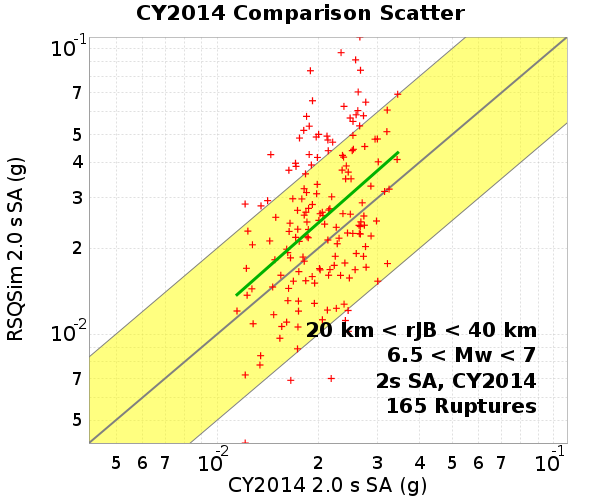 CY2014 Comparison Scatter
RSQSim 2.0 s SA (g)
10-1
7
5
4
3
2
10-2
7
5
20 km < rJB < 40 km
6.5 < Mw < 7
2s SA, CY2014
165 Ruptures
5 6 7 10-2 2 3 4 5 7 10-1
CY2014 2.0 s SA (g)